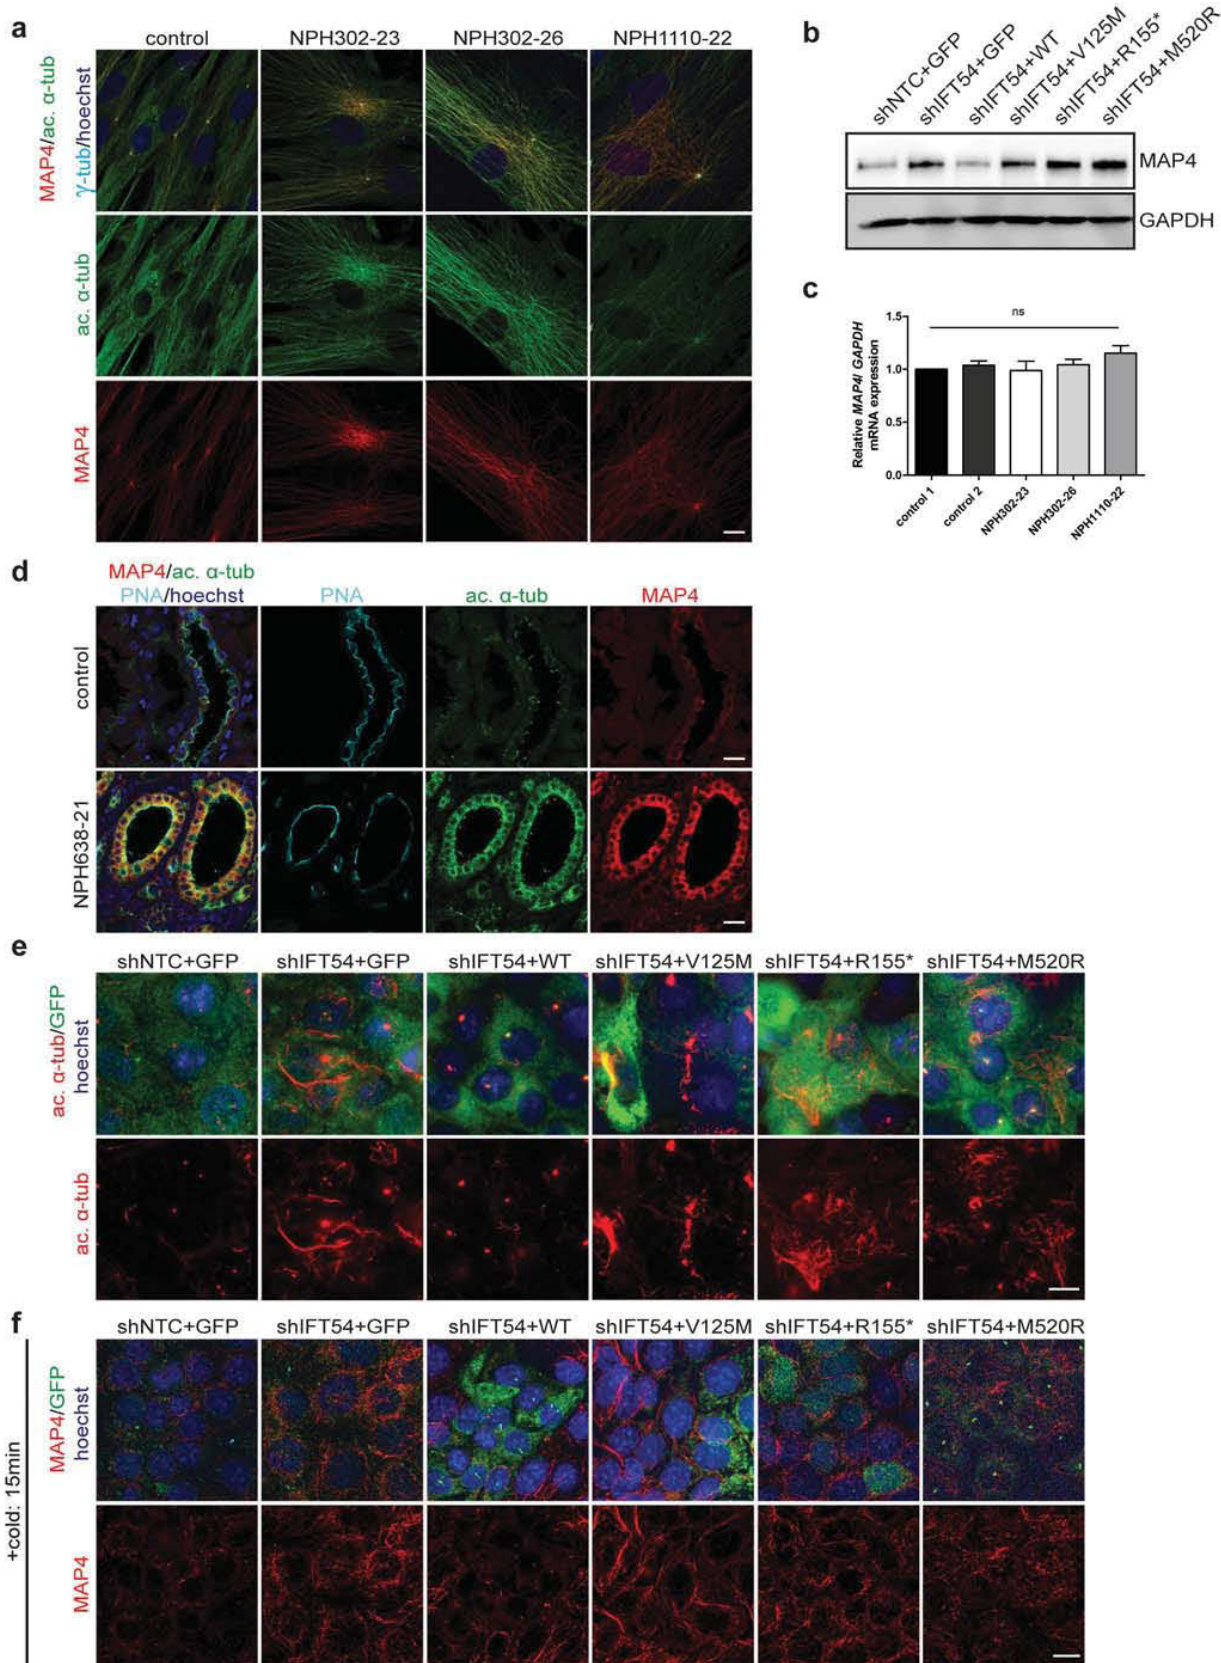 a
control NPH302-23 NPH302-26 NPH1110-22
MAP4/ac. α-tub
γ-tub/hoechst
ac. α-tub
MAP4
b
shNTC+GFP
shIFT54+GFP
shIFT54+WT
shIFT54+V125M
shIFT54+R155*
shIFT54+M520R
MAP4
GAPDH
c
Relative MAP4/ GAPDH
mRNA expression
1.5
1.0
0.5
0.0
ns
control 1
control 2
NPH302-23
NPH302-26
NPH1110-22
d
MAP4/ac. α-tub
PNA/hoechst PNA ac. α-tub MAP4
control
NPH638-21
e
shNTC+GFP shIFT54+GFP shIFT54+WT shIFT54+V125M shIFT54+R155* shIFT54+M520R
ac. α-tub/GFP
hoechst
ac. α-tub
f
shNTC+GFP shIFT54+GFP shIFT54+WT shIFT54+V125M shIFT54+R155* shIFT54+M520R
+cold: 15min
MAP4/GFP
hoechst
MAP4